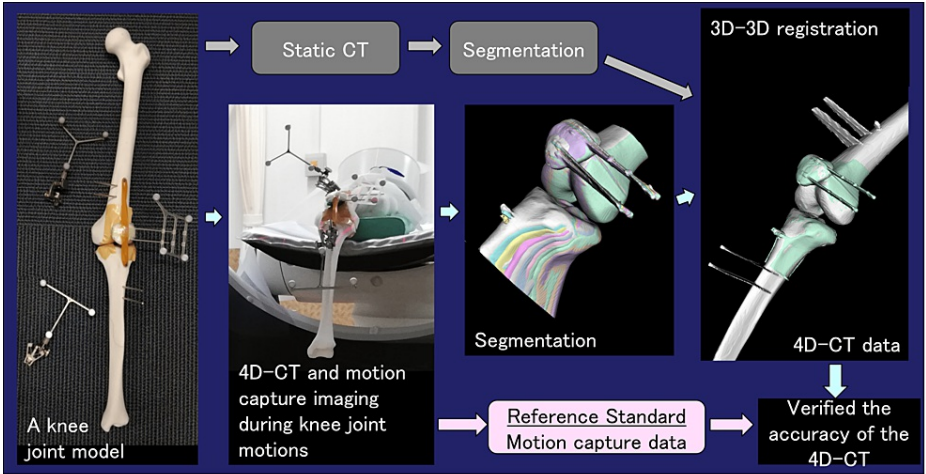 Static CT
Segmentation
3D-3D registration
A knee
joint model
4D-CT and motion
capture imaging
during knee joint
motions
Segmentation
4D-CT data
Reference Standard
Motion capture data
Verified the
accuracy of the
4D-CT